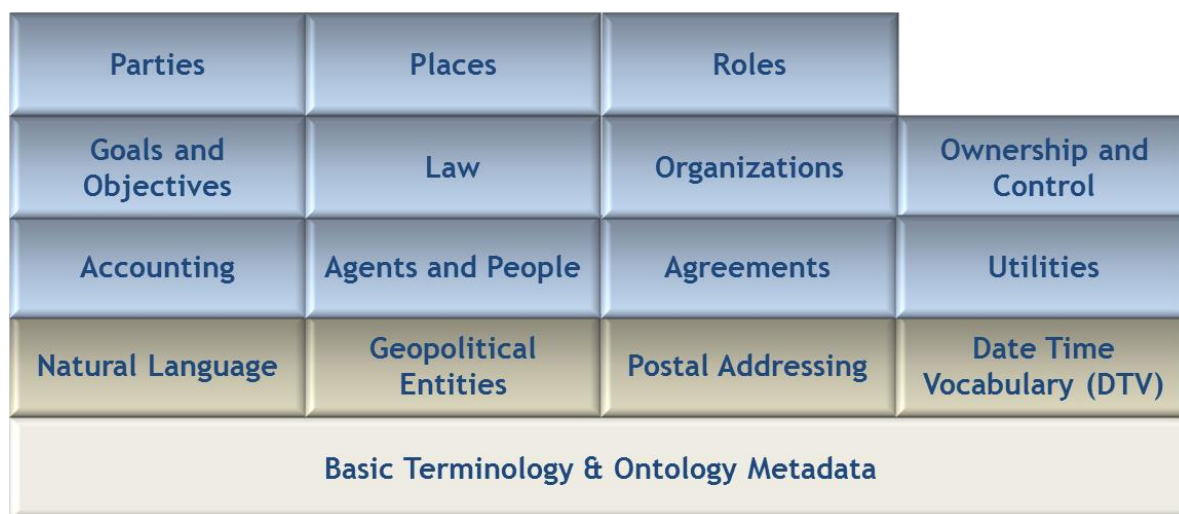 Parties
Places
Roles
Goals and
Objectives
Law
Organizations
Ownership and
Control
Accounting
Agents and People
Agreements
Utilities
Natural Language
Geopolitical
Entities
Postal Addressing
Date Time
Vocabulary (DTV)
Basic Terminology & Ontology Metadata